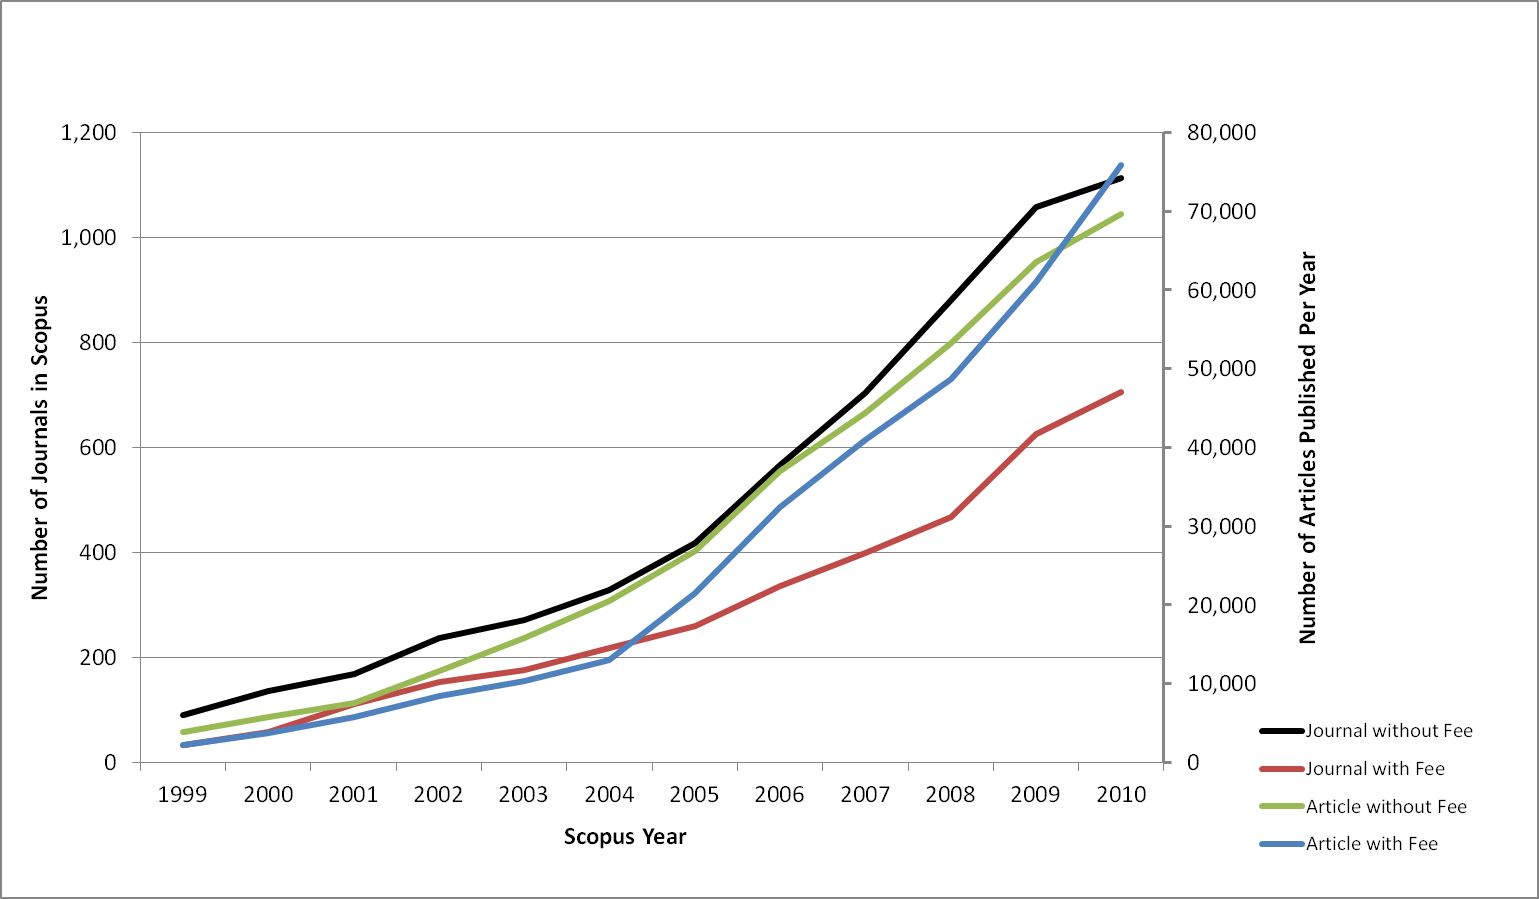 1,200
1,000
800
600
400
200
0
Number of Journals in Scopus
80,000
70,000
60,000
50,000
40,000
30,000
20,000
10,000
0
Number of Articles Published Per Year
1999 2000 2001 2002 2003 2004 2005 2006 2007 2008 2009 2010
Scopus Year
Journal without Fee
Journal with Fee
Article without Fee
Article with Fee